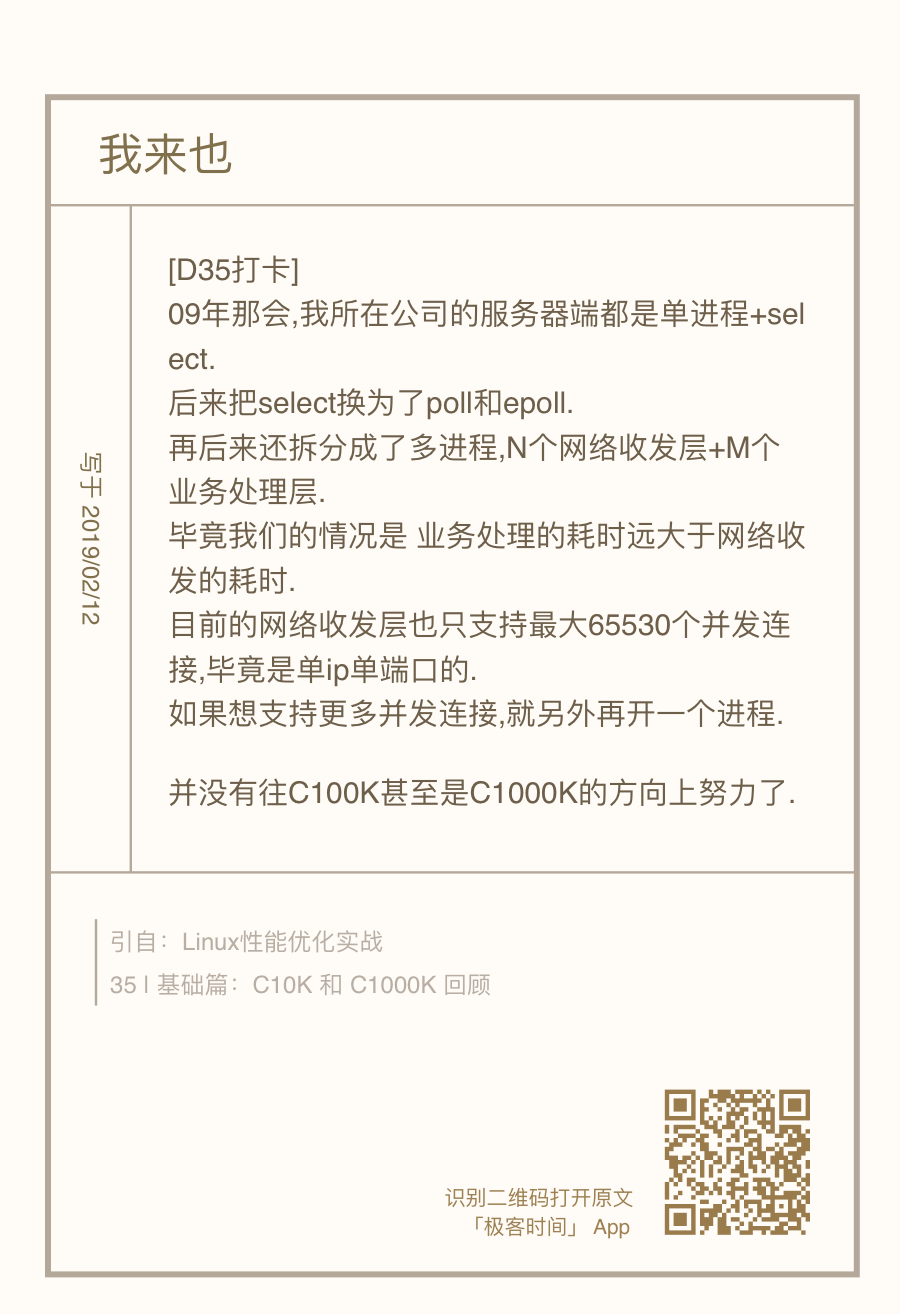 我来也
写于 2019/02/12
[D35打卡]
09年那会,我所在公司的服务器端都是单进程+sel
ect.
后来把select换为了poll和epoll.
再后来还拆分成了多进程,N个网络收发层+M个
业务处理层.
毕竟我们的情况是 业务处理的耗时远大于网络收
发的耗时.
目前的网络收发层也只支持最大65530个并发连
接,毕竟是单ip单端口的.
如果想支持更多并发连接,就另外再开一个进程.
并没有往C100K甚至是C1000K的方向上努力了.
引自：Linux性能优化实战
35 | 基础篇：C10K 和 C1000K 回顾
识别二维码打开原文
「极客时间」 App